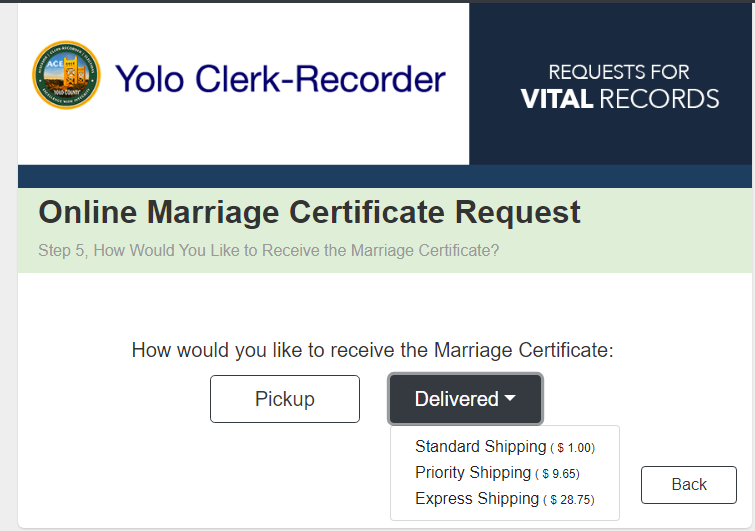 ACE
YOLO COUNTY
Yolo Clerk-Recorder
REQUESTS FOR
VITAL RECORDS
Online Marriage Certificate Request
Step 5, How Would You Like to Receive the Marriage Certificate?
How would you like to receive the Marriage Certificate:
Pickup
Delivered
Standard Shipping ( $ 1.00)
Priority Shipping ( $ 9.65)
Express Shipping ( $ 28.75)
Back